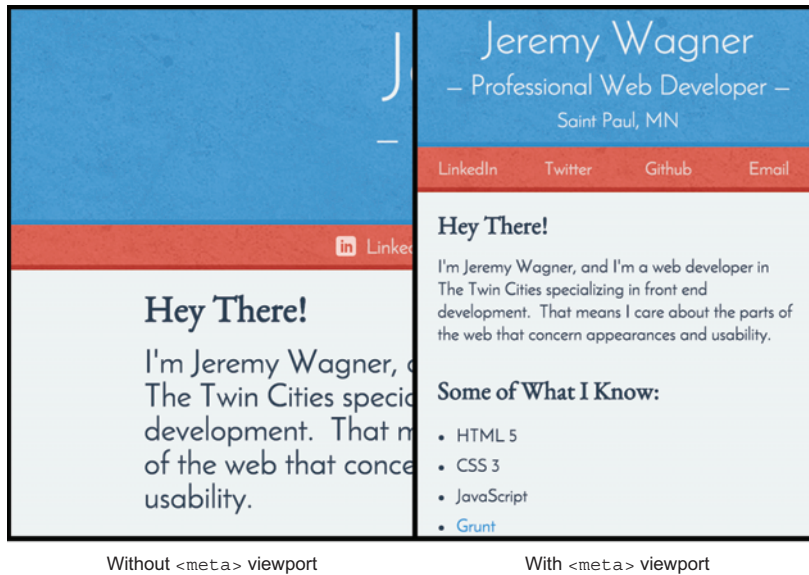 J
–
in Linked
Hey There!
I'm Jeremy Wagner,
The Twin Cities specia
development. That m
of the web that conce
usability.
Without <meta> viewport
Jeremy Wagner
– Professional Web Developer –
Saint Paul, MN
LinkedIn Twitter Github Email
Hey There!
I'm Jeremy Wagner, and I'm a web developer in
The Twin Cities specializing in front end
development. That means I care about the parts of
the web that concern appearances and usability.
Some of What I Know:
• HTML 5
• CSS 3
• JavaScript
• Grunt
With <meta> viewport